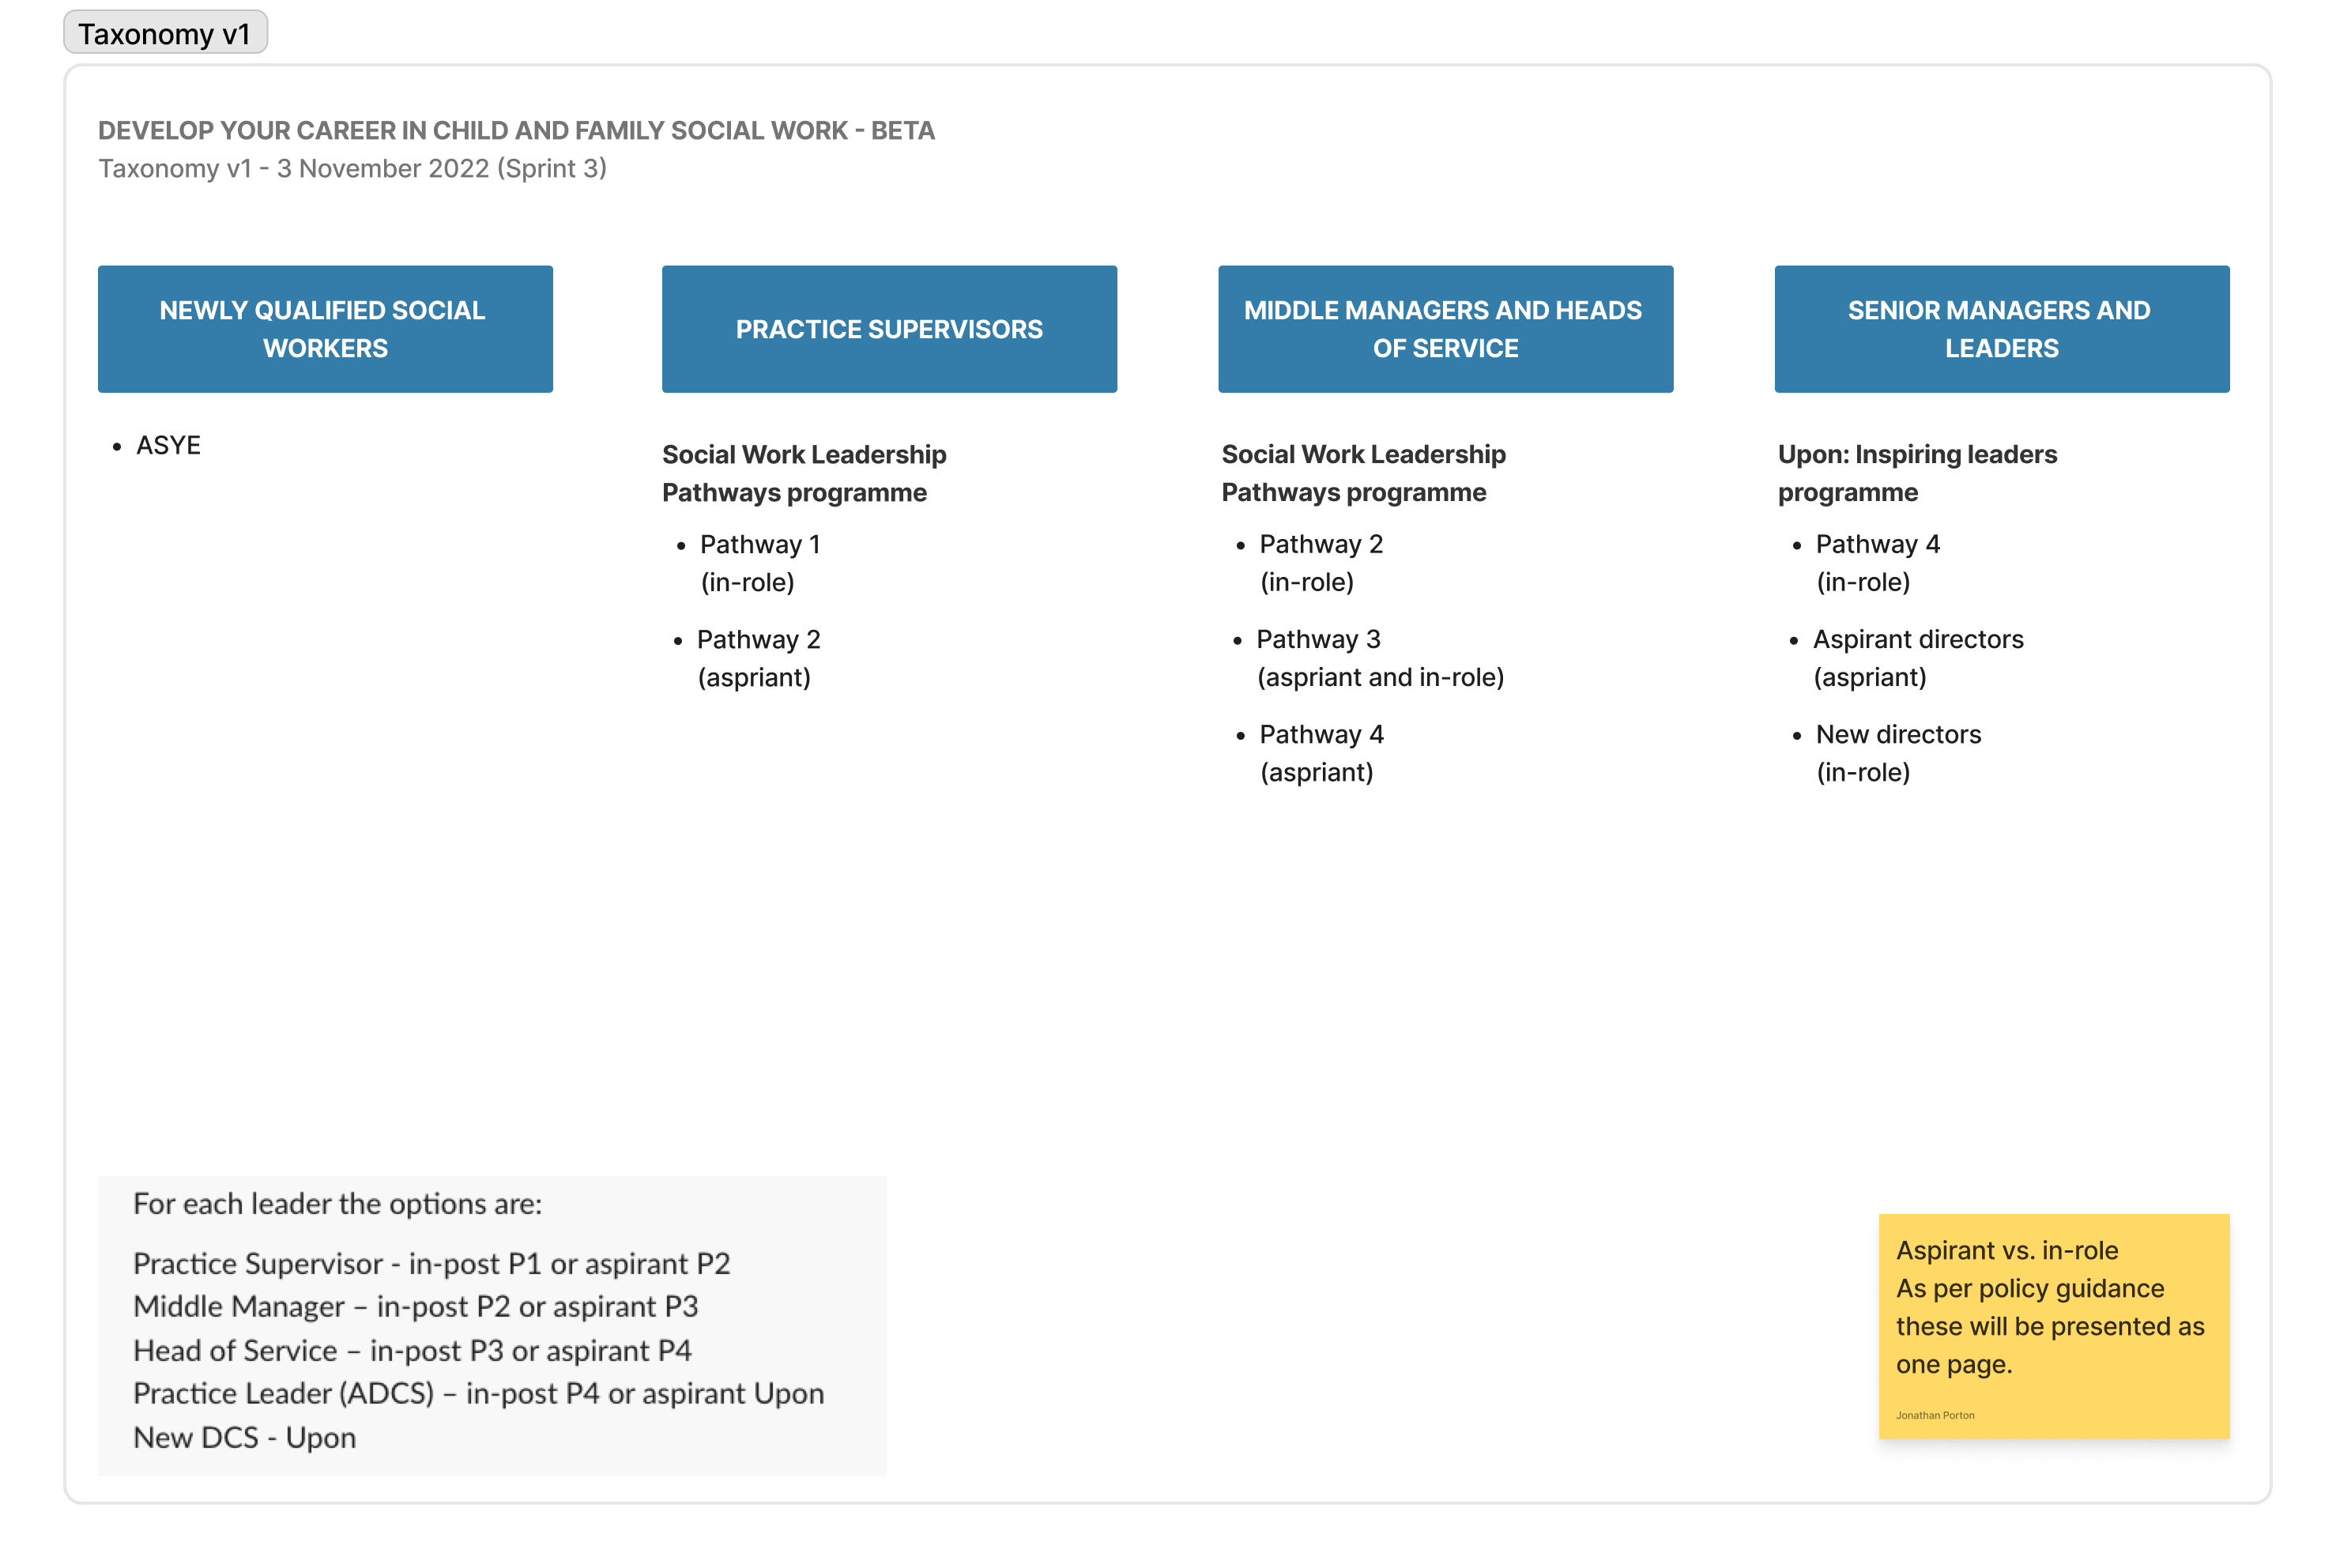 Taxonomy v1
DEVELOP YOUR CAREER IN CHILD AND FAMILY SOCIAL WORK - BETA
Taxonomy v1 - 3 November 2022 (Sprint 3)
NEWLY QUALIFIED SOCIAL
WORKERS
• ASYE
PRACTICE SUPERVISORS
Social Work Leadership
Pathways programme
• Pathway 1
(in-role)
• Pathway 2
(aspriant)
MIDDLE MANAGERS AND HEADS
OF SERVICE
Social Work Leadership
Pathways programme
• Pathway 2
(in-role)
• Pathway 3
(aspriant and in-role)
• Pathway 4
(aspriant)
SENIOR MANAGERS AND
LEADERS
Upon: Inspiring leaders
programme
• Pathway 4
(in-role)
• Aspirant directors
(aspriant)
• New directors
(in-role)
For each leader the options are:
Practice Supervisor - in-post P1 or aspirant P2
Middle Manager – in-post P2 or aspirant P3
Head of Service – in-post P3 or aspirant P4
Practice Leader (ADCS) – in-post P4 or aspirant Upon
New DCS - Upon
Aspirant vs. in-role
As per policy guidance
these will be presented as
one page.
Jonathan Porton